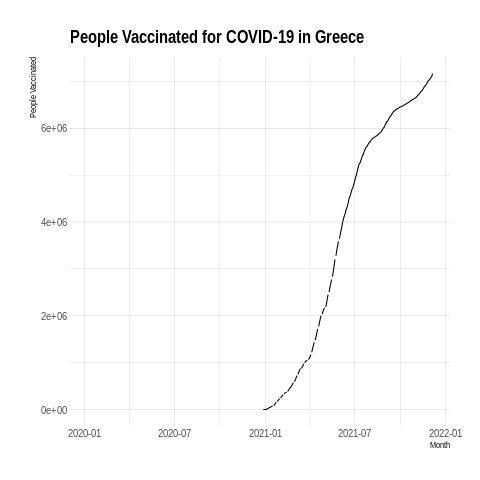 People Vaccinated for COVID-19 in Greece
People Vaccinated
6e+06
4e+06
2e+06
0e+00
2020-01 2020-07 2021-01 2021-07 2022-01
Month